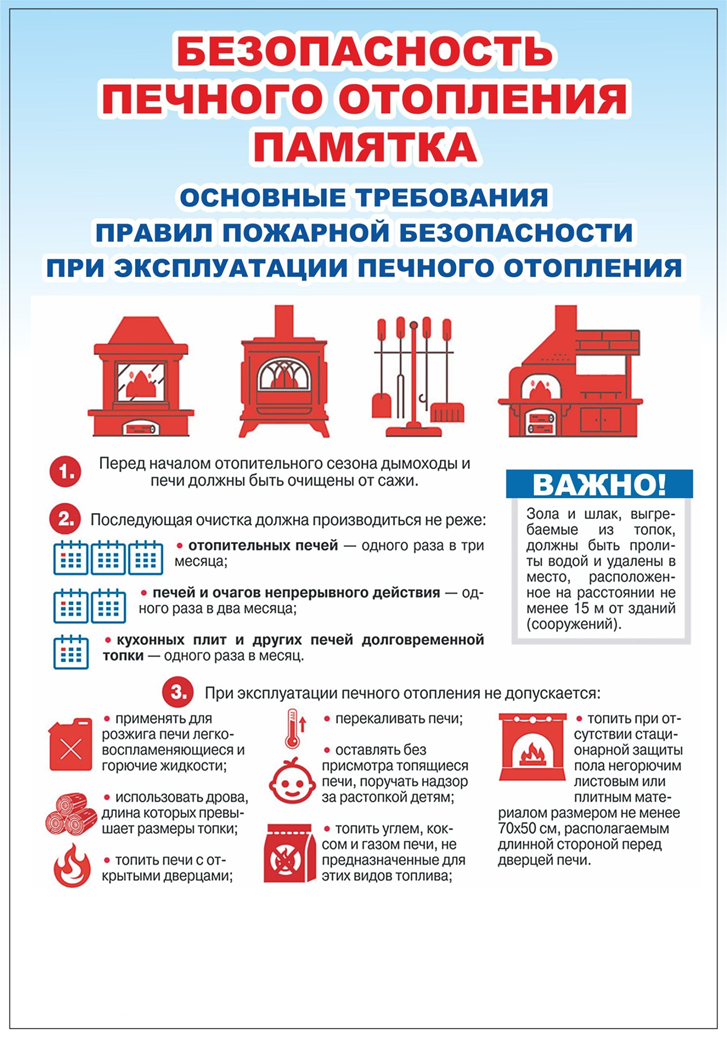 БЕЗОПАСНОСТЬ
ПЕЧНОГО ОТОПЛЕНИЯ
ПАМЯТКА
ОСНОВНЫЕ ТРЕБОВАНИЯ
ПРАВИЛ ПОЖАРНОЙ БЕЗОПАСНОСТИ
ПРИ ЭКСПЛУАТАЦИИ ПЕЧНОГО ОТОПЛЕНИЯ
1. Перед началом отопительного сезона дымоходы и
печи должны быть очищены от сажи.
2. Последующая очистка должна производиться не реже:
• отопительных печей — одного раза в три
месяца;
• печей и очагов непрерывного действия — од-
ного раза в два месяца;
• кухонных плит и других печей долговременной
топки — одного раза в месяц.
ВАЖНО!
Зола и шлак, выгре-
баемые из топок,
должны быть проли-
ты водой и удалены в
место, расположен-
ное на расстоянии не
менее 15 м от зданий
(сооружений).
3. При эксплуатации печного отопления не допускается:
• применять для
розжига печи легко-
воспламеняющиеся и
горючие жидкости;
• использовать дрова,
длина которых превы-
шает размеры топки;
• топить печи с от-
крытыми дверцами;
• перекаливать печи;
• оставлять без
присмотра топящиеся
печи, поручать надзор
за растопкой детям;
• топить углем, кок-
сом и газом печи, не
предназначенные для
этих видов топлива;
• топить при от-
сутствии стаци-
онарной защиты
пола негорючим
листовым или
плитным мате-
риалом размером не менее
70х50 см, располагаемым
длинной стороной перед
дверцей печи.